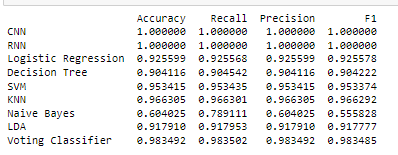 Accuracy Recall Precision F1
CNN 1.000000 1.000000 1.000000 1.000000
RNN 1.000000 1.000000 1.000000 1.000000
Logistic Regression 0.925599 0.925568 0.925599 0.925578
Decision Tree 0.904116 0.904542 0.904116 0.904222
SVM 0.953415 0.953435 0.953415 0.953374
KNN 0.966305 0.966301 0.966305 0.966292
Naive Bayes 0.604025 0.789111 0.604025 0.555828
LDA 0.917910 0.917953 0.917910 0.917777
Voting Classifier 0.983492 0.983502 0.983492 0.983485